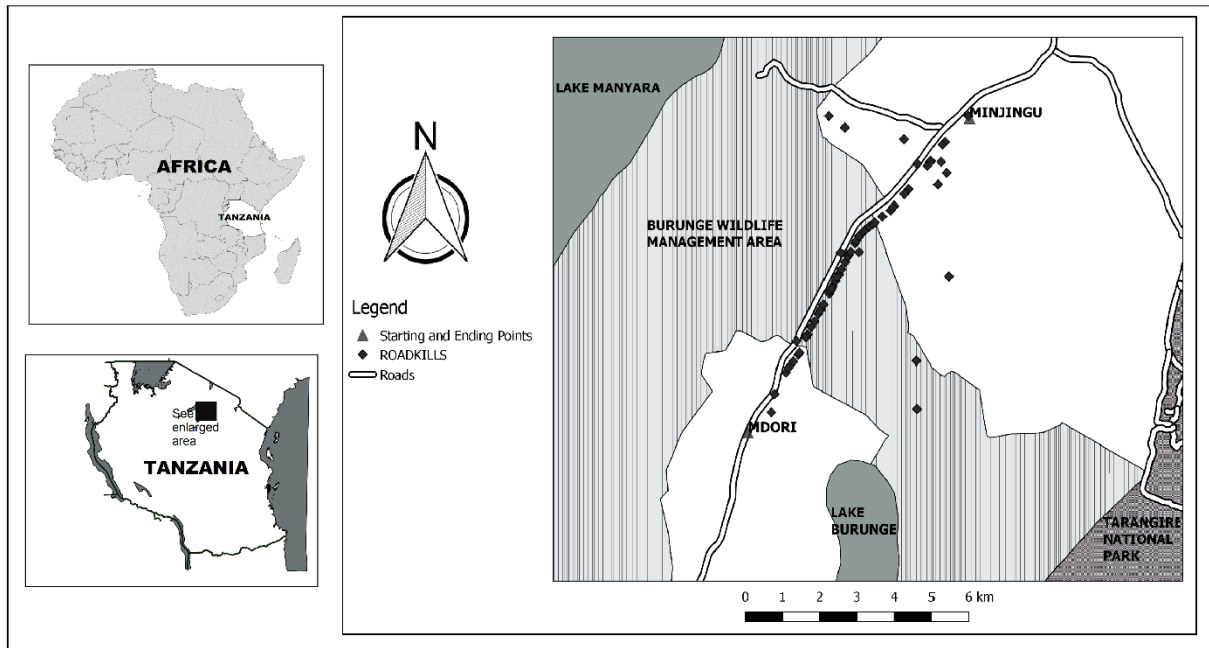 AFRICA
TANZANIA
See
enlarged
area
TANZANIA
N
Legend
Starting and Ending Points
ROADKILLS
Roads
LAKE MANYARA
MINJINGU
BURUNGE WILDLIFE
MANAGEMENT AREA
MDORI
LAKE
BURUNGE
TARANGIRE
NATIONAL
PARK
0 1 2 3 4 5 6 km